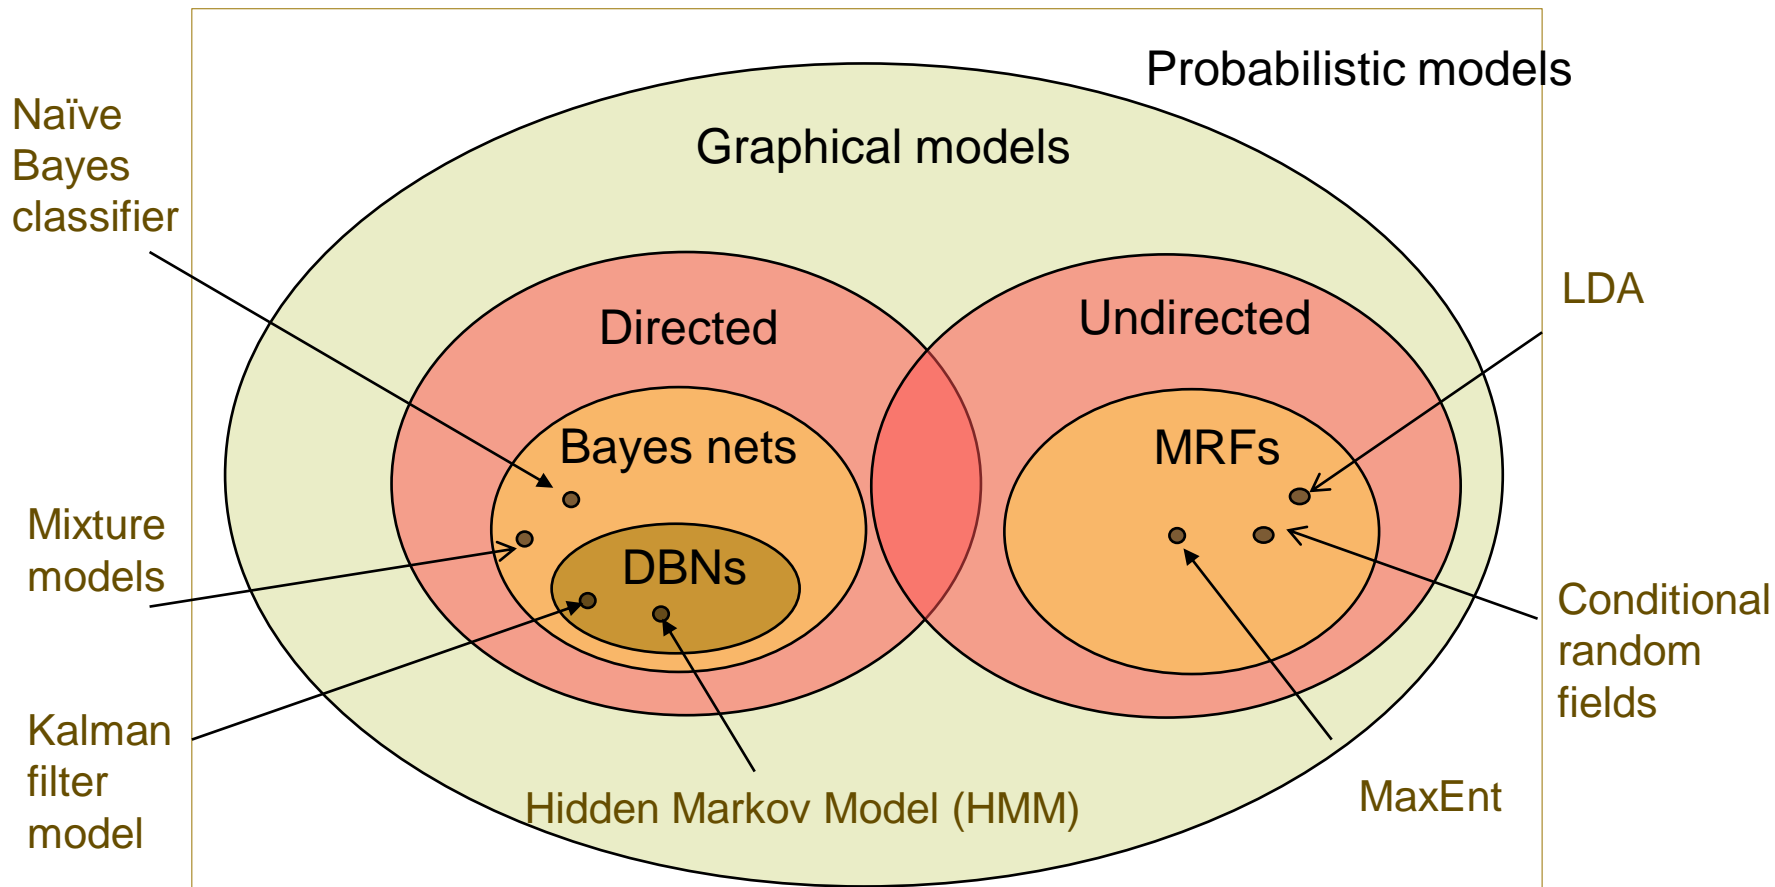 Probabilistic models
Graphical models
Naïve
Bayes
classifier
LDA
Directed
Undirected
Bayes nets
MRFs
Mixture
models
DBNs
Conditional
random
fields
Kalman
filter
model
Hidden Markov Model (HMM)
MaxEnt